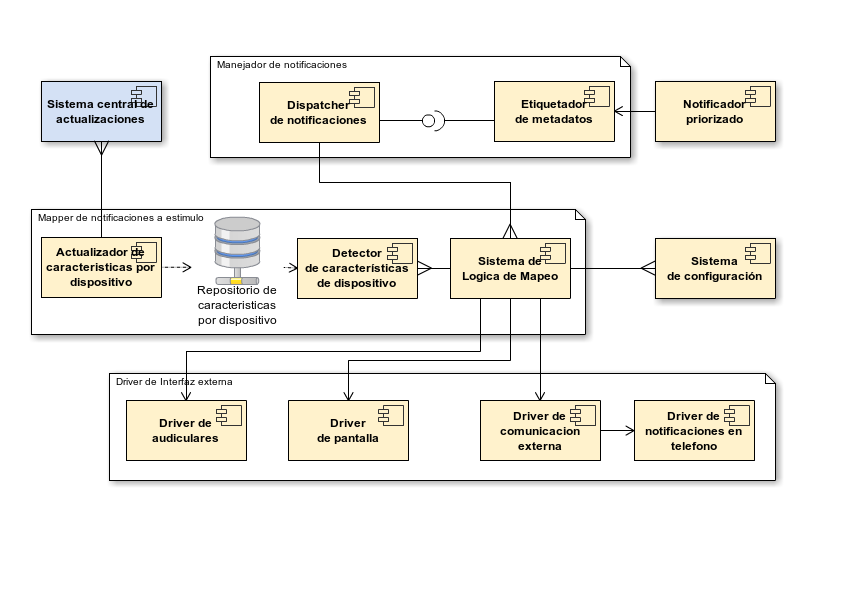 Manejador de notificaciones
Sistema central de
actualizaciones
Dispatcher
de notificaciones
Etiquetador
de metadatos
Notificador
priorizado
Mapper de notificaciones a estimulo
Actualizador de
caracteristicas por
dispositivo
Repositorio de
caracteristicas
por dispositivo
Detector
de características
de dispositivo
Sistema de
Logica de Mapeo
Sistema
de configuración
Driver de Interfaz externa
Driver de
audiculares
Driver
de pantalla
Driver de
comunicacion
externa
Driver de
notificaciones en
telefono